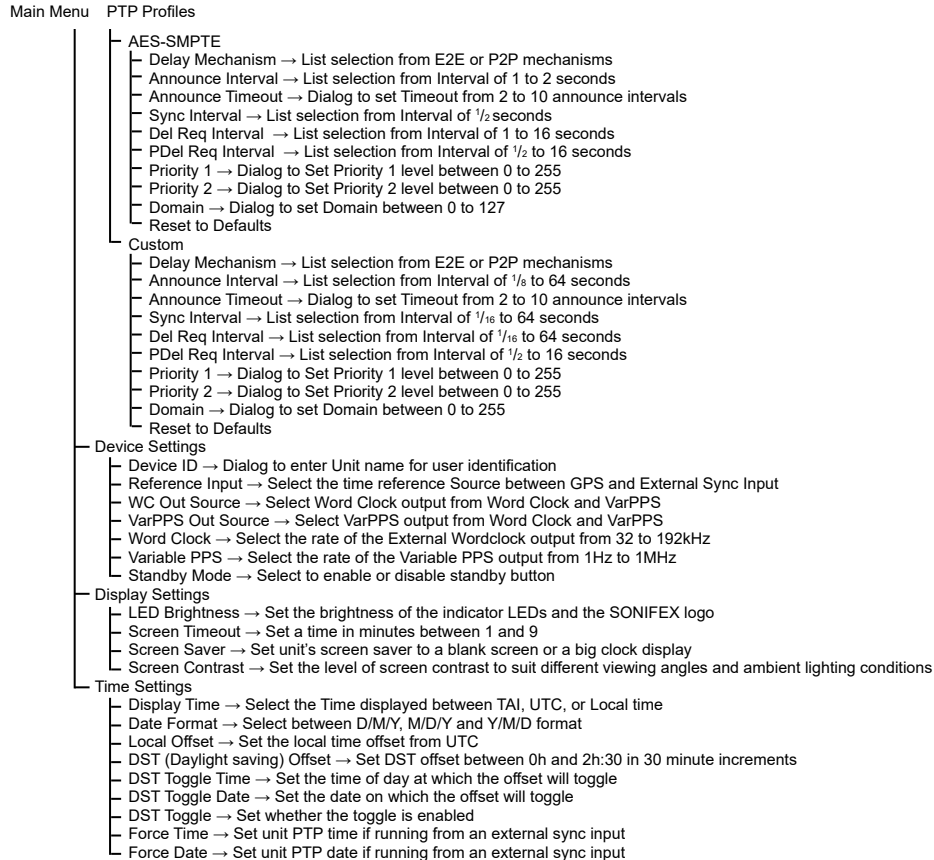 Main Menu PTP Profiles
AES-SMPTE
Delay Mechanism → List selection from E2E or P2P mechanisms
Announce Interval → List selection from Interval of 1 to 2 seconds
Announce Timeout → Dialog to set Timeout from 2 to 10 announce intervals
Sync Interval → List selection from Interval of 1/2 seconds
Del Req Interval → List selection from Interval of 1 to 16 seconds
PDel Req Interval → List selection from Interval of 1/2 to 16 seconds
Priority 1 → Dialog to Set Priority 1 level between 0 to 255
Priority 2 → Dialog to Set Priority 2 level between 0 to 255
Domain → Dialog to set Domain between 0 to 127
Reset to Defaults
Custom
Delay Mechanism → List selection from E2E or P2P mechanisms
Announce Interval → List selection from Interval of 1/8 to 64 seconds
Announce Timeout → Dialog to set Timeout from 2 to 10 announce intervals
Sync Interval → List selection from Interval of 1/16 to 64 seconds
Del Req Interval → List selection from Interval of 1/16 to 64 seconds
PDel Req Interval → List selection from Interval of 1/2 to 16 seconds
Priority 1 → Dialog to Set Priority 1 level between 0 to 255
Priority 2 → Dialog to Set Priority 2 level between 0 to 255
Domain → Dialog to set Domain between 0 to 255
Reset to Defaults
Device Settings
Device ID → Dialog to enter Unit name for user identification
Reference Input → Select the time reference Source between GPS and External Sync Input
WC Out Source → Select Word Clock output from Word Clock and VarPPS
VarPPS Out Source → Select VarPPS output from Word Clock and VarPPS
Word Clock → Select the rate of the External Wordclock output from 32 to 192kHz
Variable PPS → Select the rate of the Variable PPS output from 1Hz to 1MHz
Standby Mode → Select to enable or disable standby button
Display Settings
LED Brightness → Set the brightness of the indicator LEDs and the SONIFEX logo
Screen Timeout → Set a time in minutes between 1 and 9
Screen Saver → Set unit's screen saver to a blank screen or a big clock display
Screen Contrast → Set the level of screen contrast to suit different viewing angles and ambient lighting conditions
Time Settings
Display Time → Select the Time displayed between TAI, UTC, or Local time
Date Format → Select between D/M/Y, M/D/Y and Y/M/D format
Local Offset → Set the local time offset from UTC
DST (Daylight saving) Offset → Set DST offset between 0h and 2h:30 in 30 minute increments
DST Toggle Time → Set the time of day at which the offset will toggle
DST Toggle Date → Set the date on which the offset will toggle
DST Toggle → Set whether the toggle is enabled
Force Time → Set unit PTP time if running from an external sync input
Force Date → Set unit PTP date if running from an external sync input